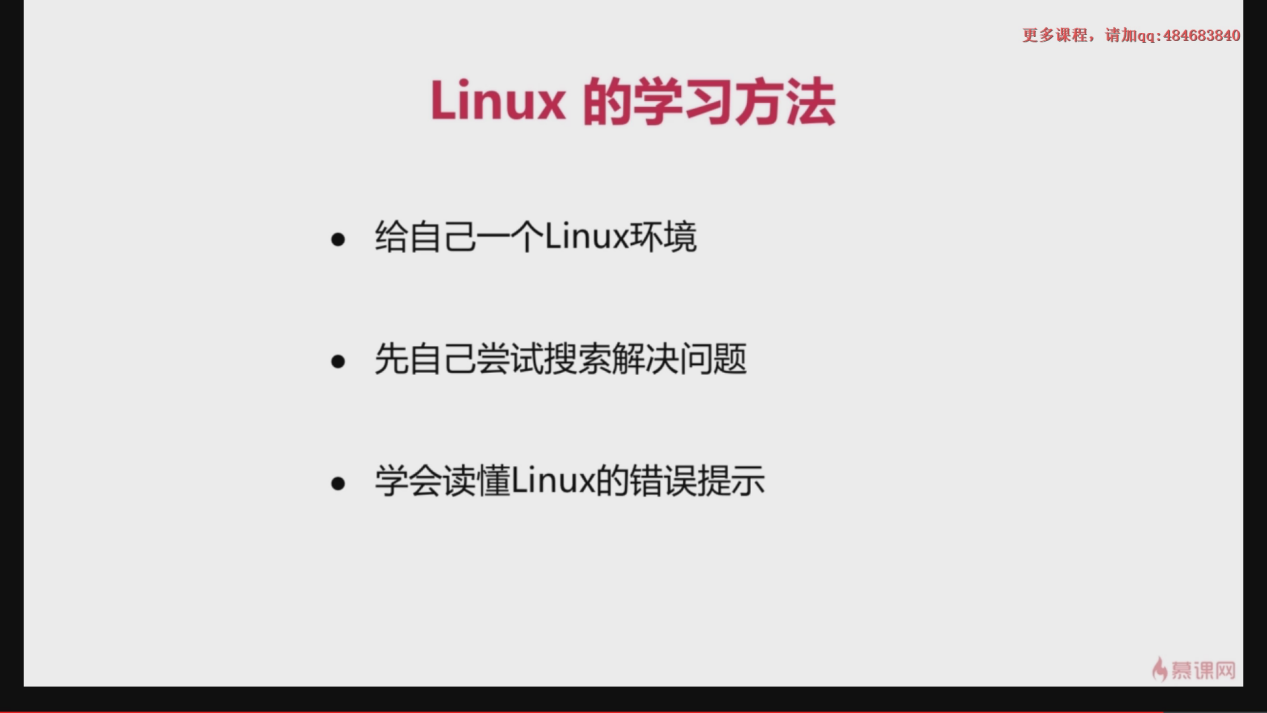 更多课程，请加qq:484683840
Linux 的学习方法
● 给自己一个Linux环境
● 先自己尝试搜索解决问题
● 学会读懂Linux的错误提示
慕课网